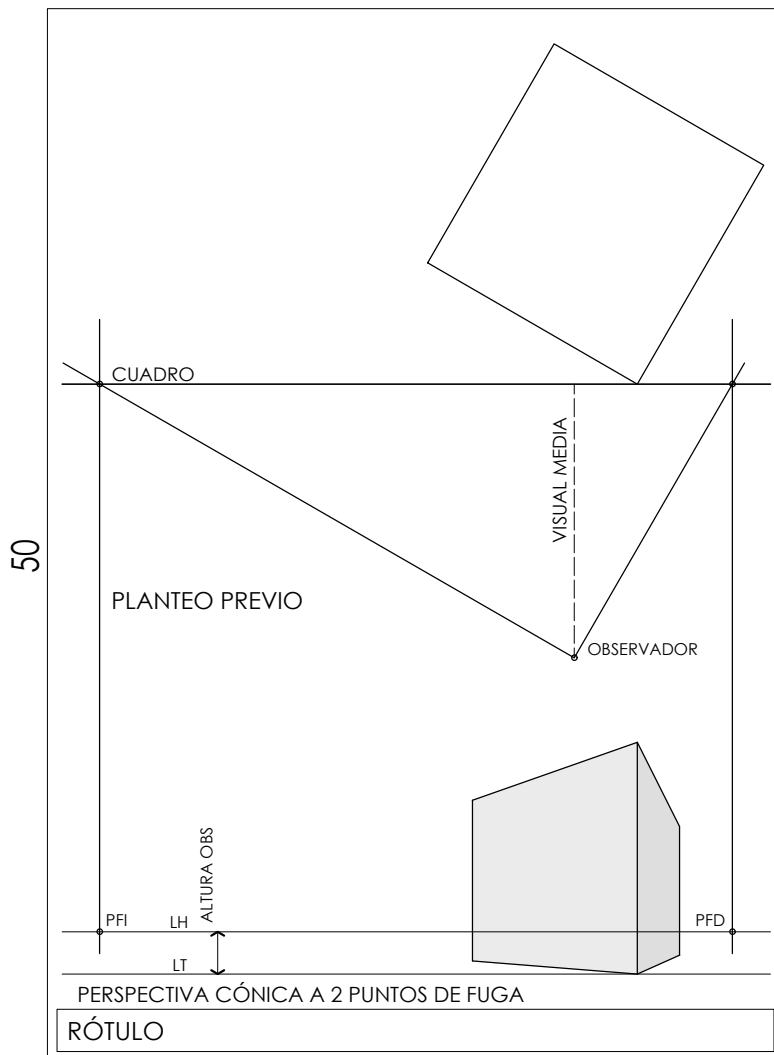 CUADRO
VISUAL MEDIA
50
PLANTEO PREVIO
OBSERVADOR
ALTURA OBS
PFI
LH
PFD
LT
PERSPECTIVA CÓNICA A 2 PUNTOS DE FUGA
RÓTULO